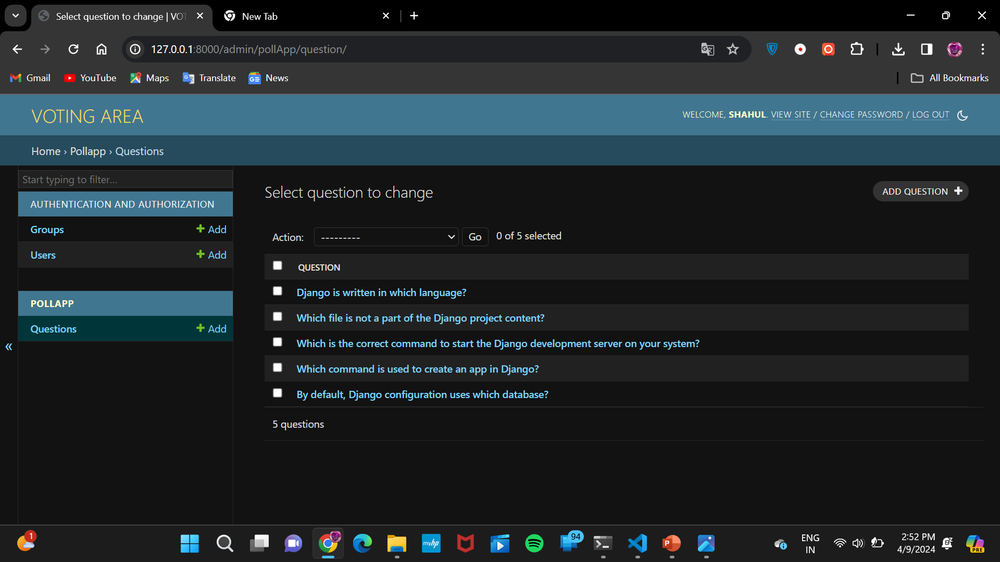 Select question to change | VOT
New Tab
127.0.0.1:8000/admin/pollApp/question/
Gmail
YouTube
Maps
Translate
News
All Bookmarks
VOTING AREA
WELCOME, SHAHUL. VIEW SITE / CHANGE PASSWORD / LOG OUT
Home › Pollapp › Questions
Start typing to filter...
AUTHENTICATION AND AUTHORIZATION
Groups
Add
Users
Add
POLLAPP
Questions
Add
«
Select question to change
ADD QUESTION
Action:
---------
Go
0 of 5 selected
QUESTION
Django is written in which language?
Which file is not a part of the Django project content?
Which is the correct command to start the Django development server on your system?
Which command is used to create an app in Django?
By default, Django configuration uses which database?
5 questions
1
myhp
94
P
ENG
IN
2:52 PM
4/9/2024
PRE